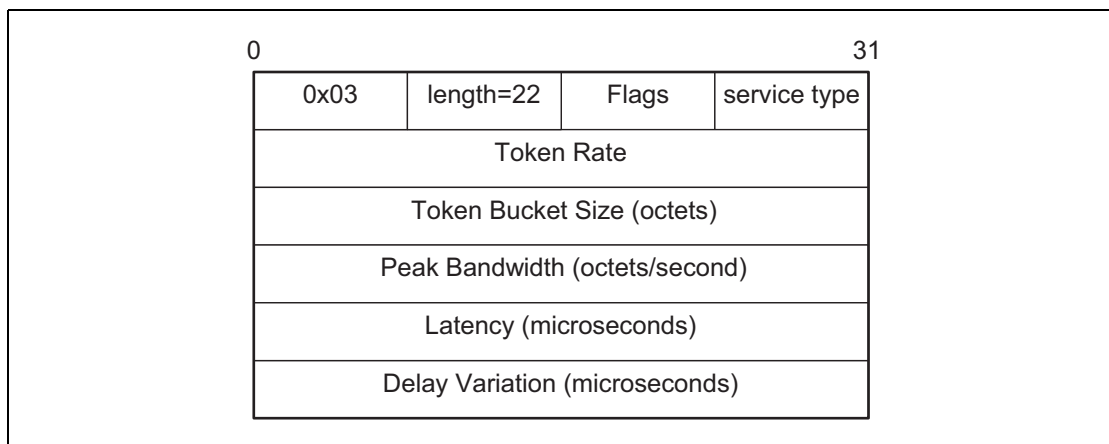 0 31
0x03 length=22 Flags service type
Token Rate
Token Bucket Size (octets)
Peak Bandwidth (octets/second)
Latency (microseconds)
Delay Variation (microseconds)